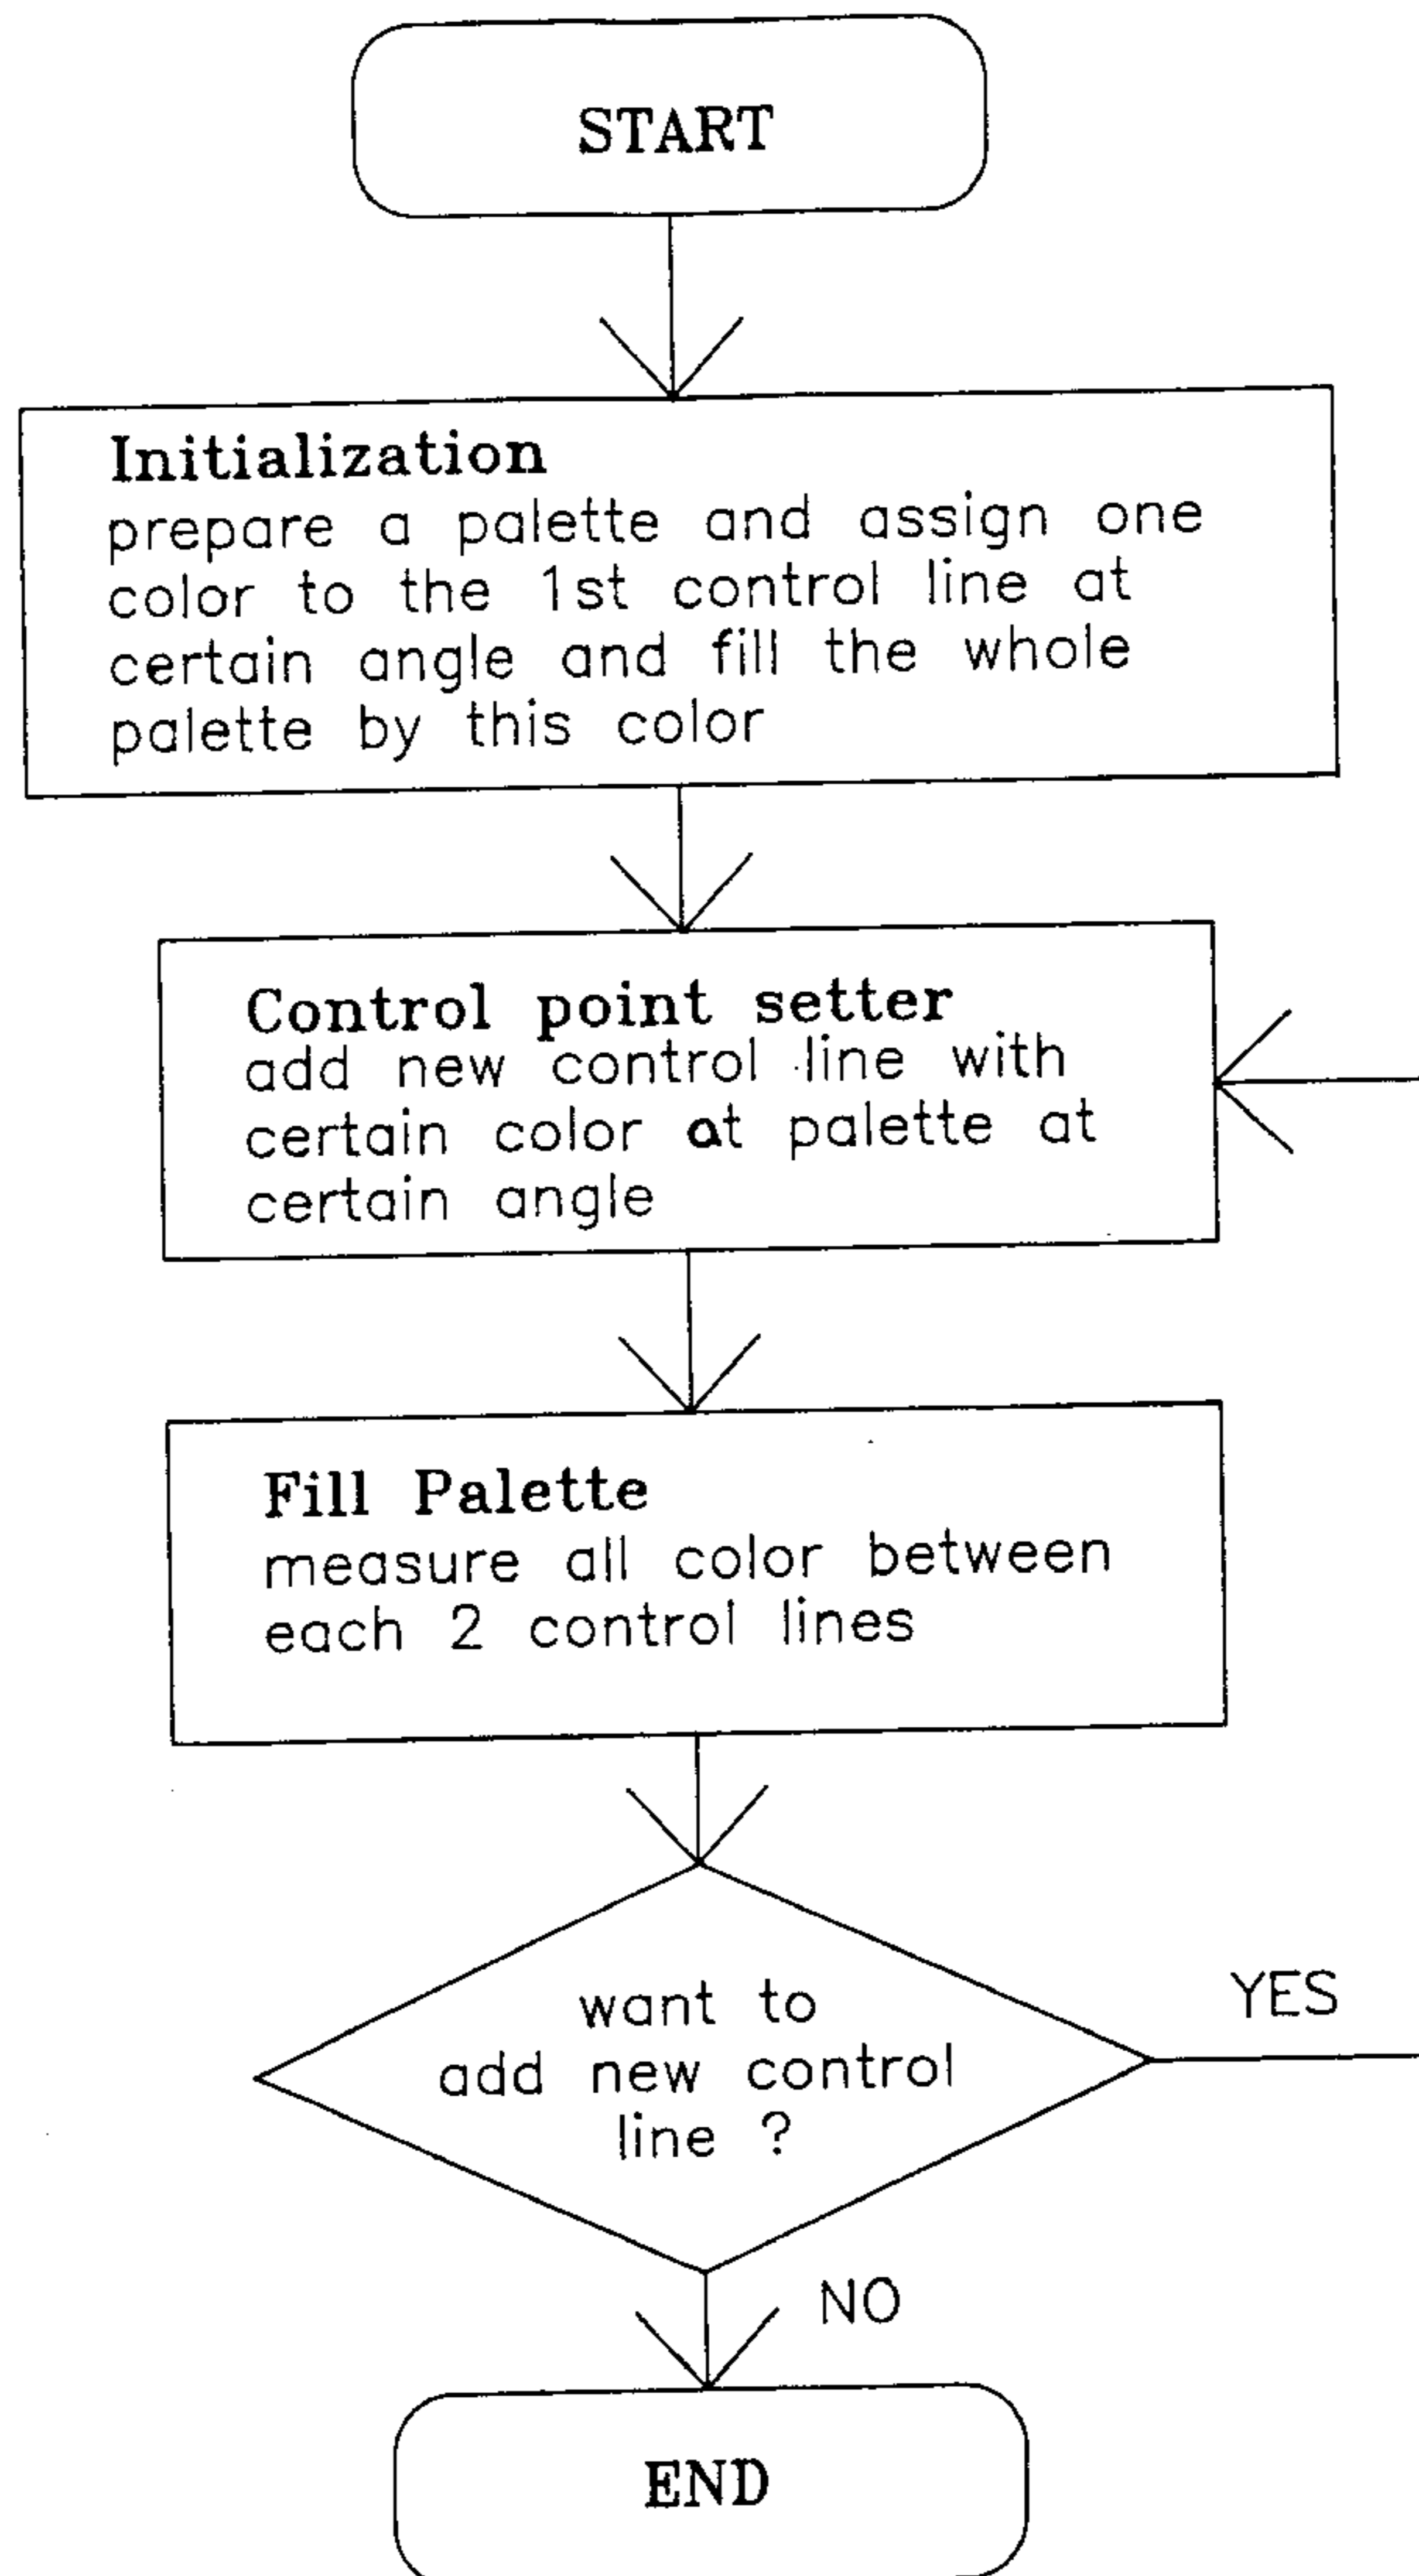 START
Initialization
prepare a palette and assign one
color to the 1st control line at
certain angle and fill the whole
palette by this color
Control point setter
add new control line with
certain color at palette at
certain angle
Fill Palette
measure all color between
each 2 control lines
want to
add new control
line ?
YES
NO
END